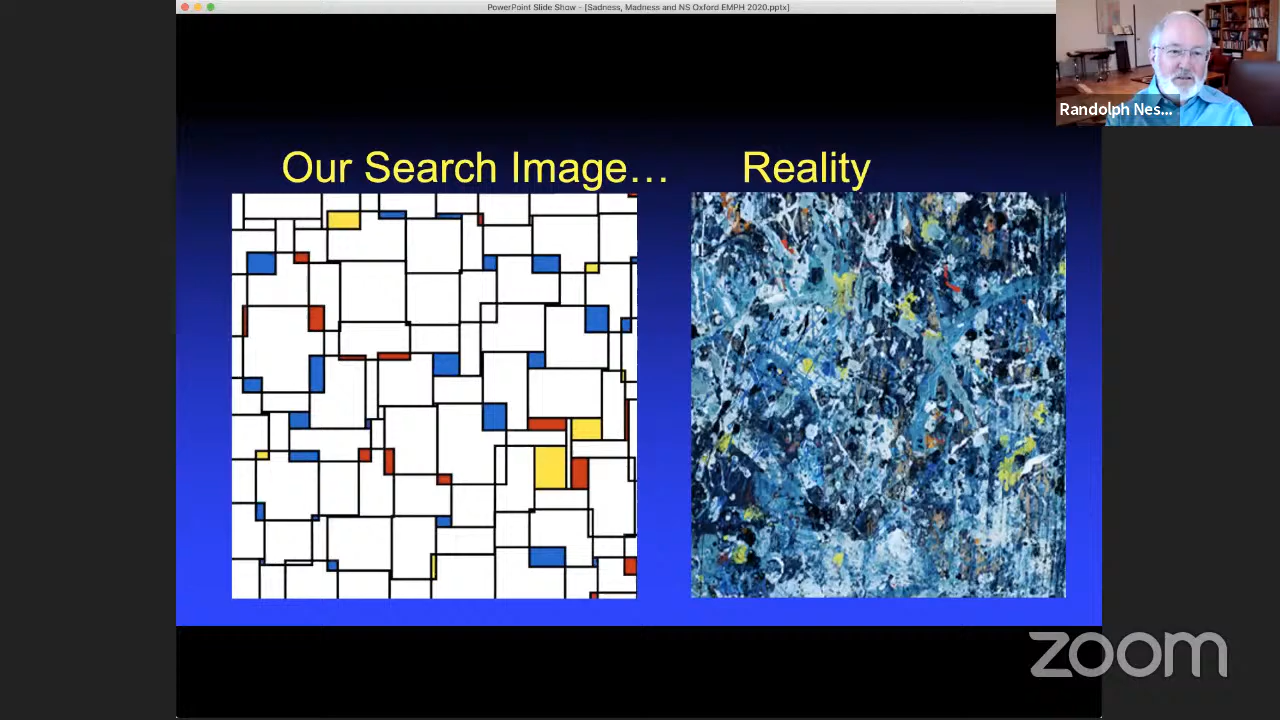 PowerPoint Slide Show - [Sadness, Madness and NS Oxford EMPH 2020.pptx]
Randolph Nes...
Our Search Image… Reality
zoom